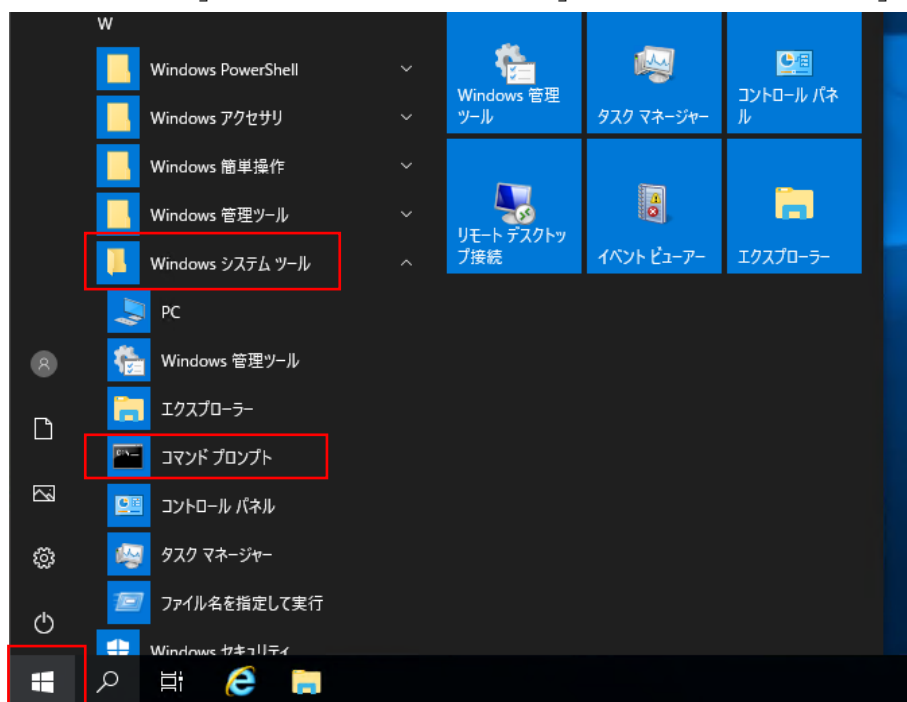 W
Windows PowerShell
Windows アクセサリ
Windows 簡単操作
Windows 管理ツール
Windows システム ツール
PC
Windows 管理ツール
エクスプローラー
コマンド プロンプト
コントロール パネル
タスク マネージャー
ファイル名を指定して実行
Windows セキュリティ
Windows 管理
ツール
タスク マネージャー
コントロール パネ
ル
リモート デスクトッ
プ接続
イベント ビューアー
エクスプローラー